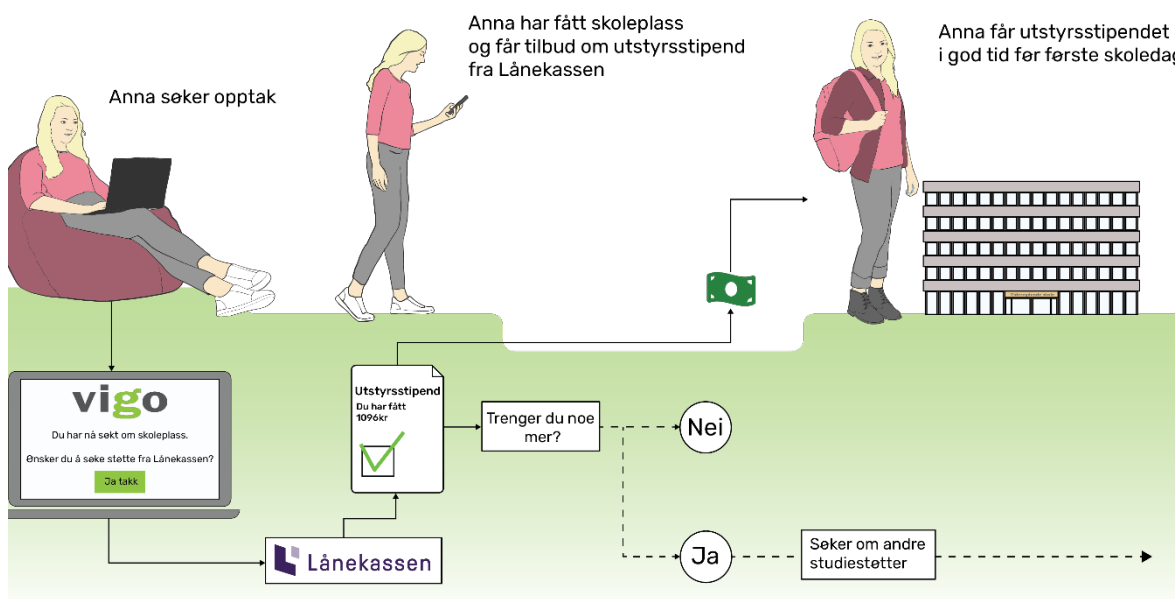 Anna søker opptak
Anna har fått skoleplass
og får tilbud om utstyrsstipend
fra Lånekassen
Anna får utstyrsstipendet
i god tid før første skoledag
vigo
Du har nå søkt om skoleplass.
Ønsker du å søke støtte fra Lånekassen?
Ja takk
Lånekassen
Utstyrsstipend
Du har fått
1096kr
Trenger du noe
mer?
Nei
Ja
Søker om andre
studiestøtter